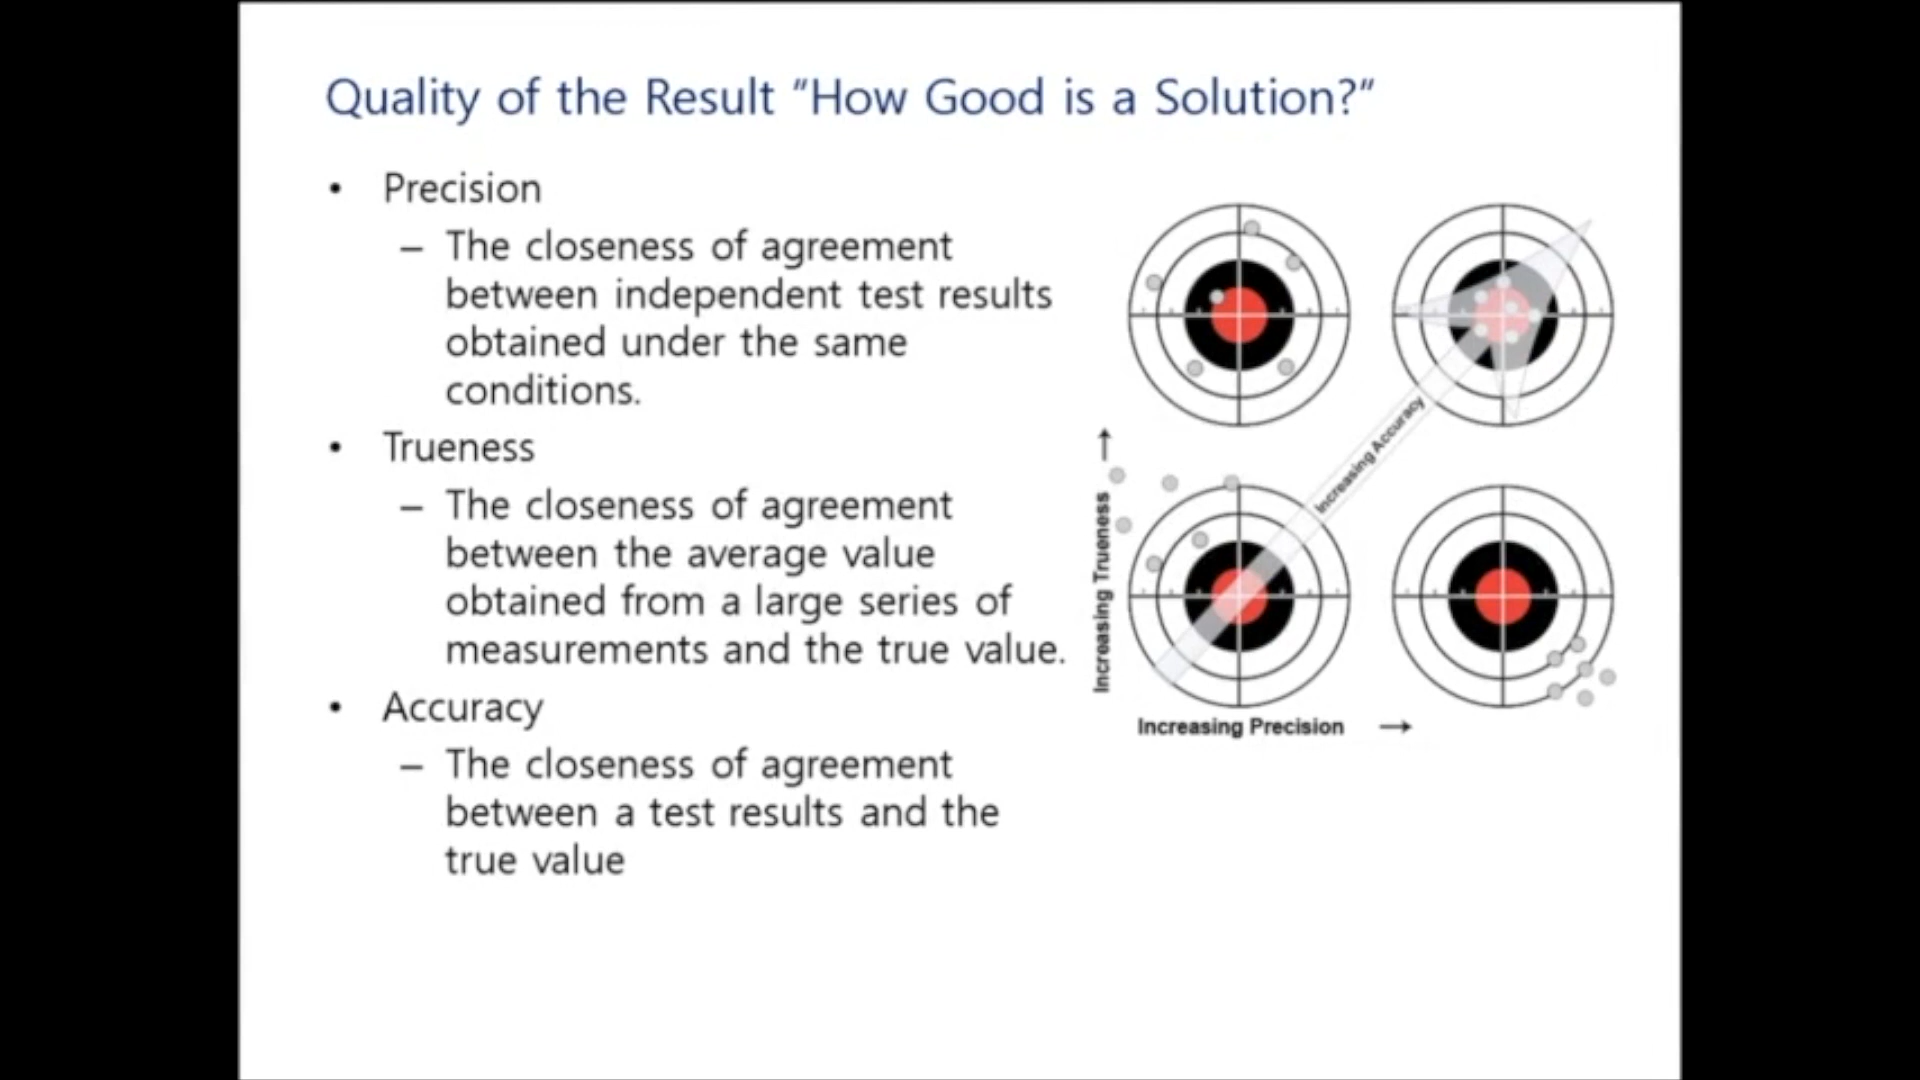 Quality of the Result "How Good is a Solution?"
• Precision
– The closeness of agreement
between independent test results
obtained under the same
conditions.
• Trueness
– The closeness of agreement
between the average value
obtained from a large series of
measurements and the true value.
• Accuracy
– The closeness of agreement
between a test results and the
true value
Increasing Accuracy
Increasing Trueness
Increasing Precision